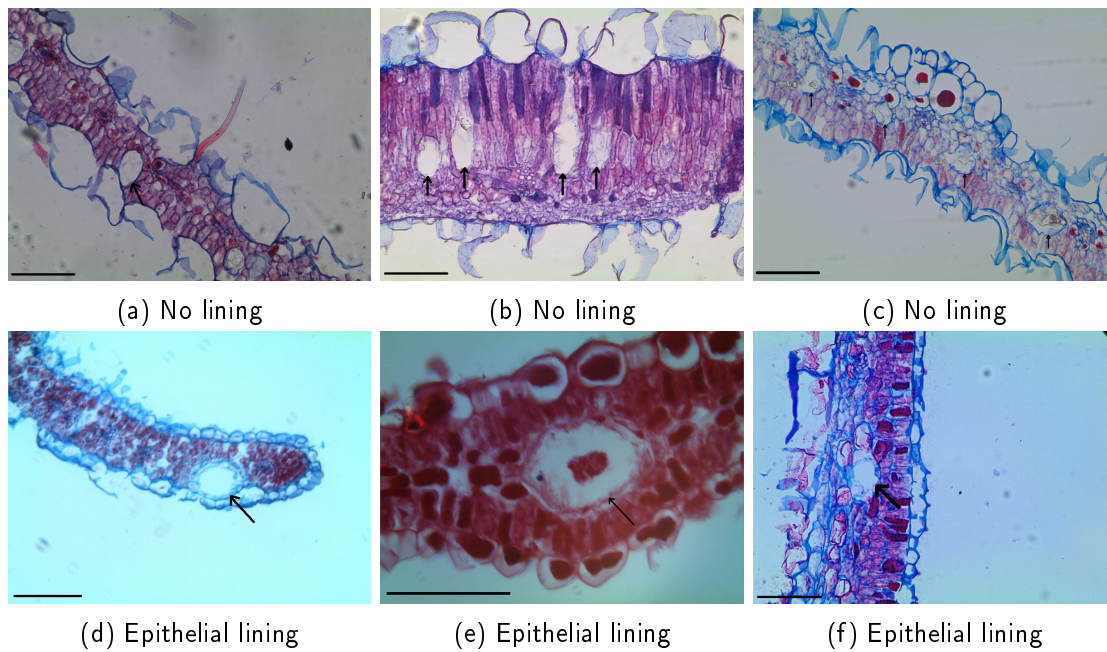 (a) No lining
(b) No lining
(c) No lining
(d) Epithelial lining
(e) Epithelial lining
(f) Epithelial lining